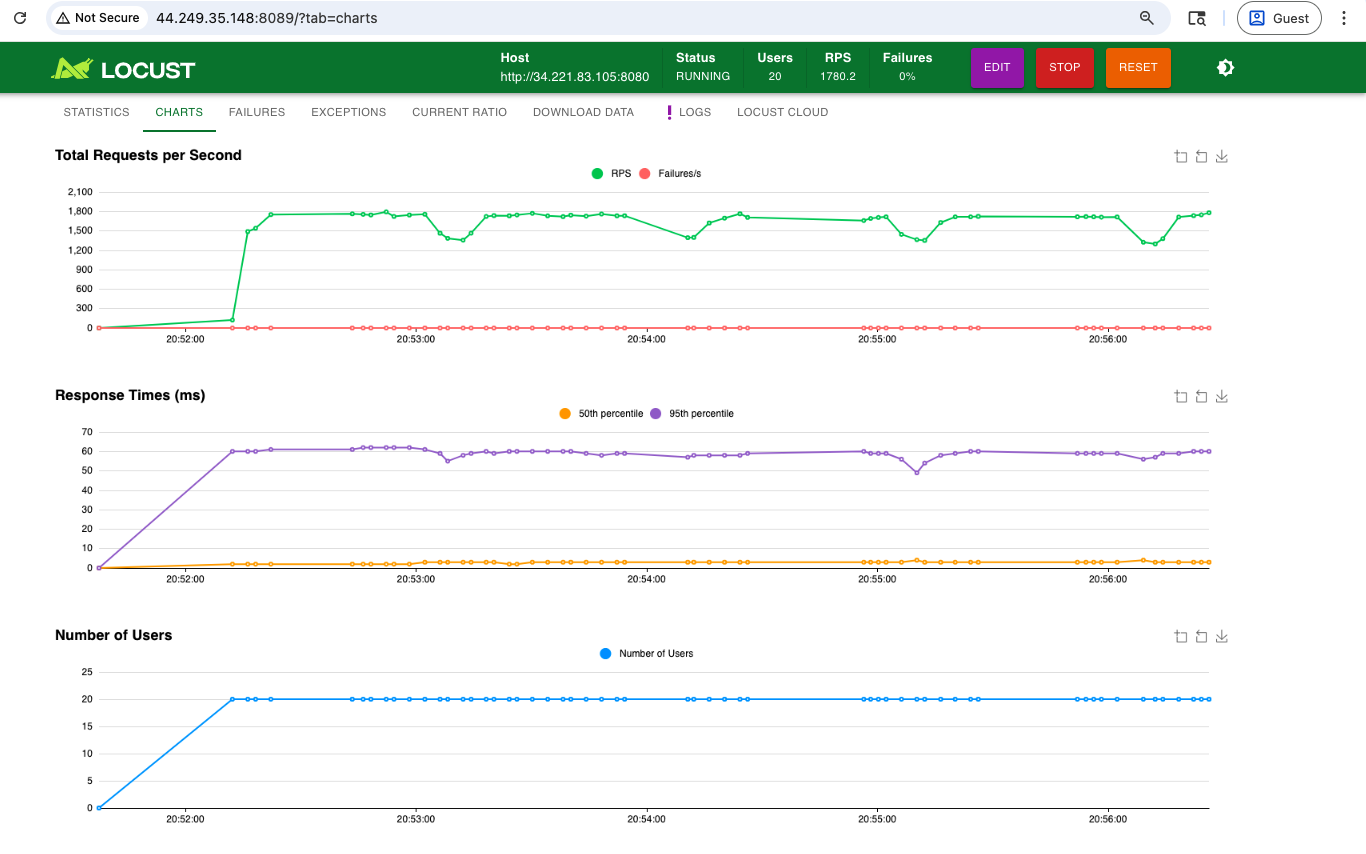 Not Secure 44.249.35.148:8089/?tab=charts Guest
LOCUST
Host Status Users RPS Failures
http://34.221.83.105:8080 RUNNING 20 1780.2 0%
EDIT STOP RESET
STATISTICS CHARTS FAILURES EXCEPTIONS CURRENT RATIO DOWNLOAD DATA LOGS LOCUST CLOUD
Total Requests per Second
RPS Failures/s
2,100
1,800
1,500
1,200
900
600
300
0
20:52:00 20:53:00 20:54:00 20:55:00 20:56:00
Response Times (ms)
50th percentile 95th percentile
70
60
50
40
30
20
10
0
20:52:00 20:53:00 20:54:00 20:55:00 20:56:00
Number of Users
Number of Users
25
20
15
10
5
0
20:52:00 20:53:00 20:54:00 20:55:00 20:56:00